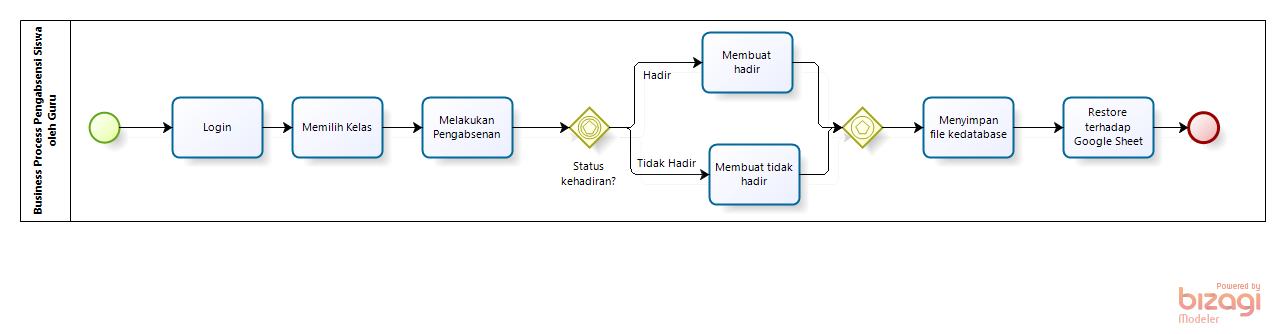 Business Process Pengabsensi Siswa
oleh Guru
Login
Memilih Kelas
Melakukan
Pengabsenan
Status
kehadiran?
Hadir
Membuat
hadir
Tidak Hadir
Membuat tidak
hadir
Menyimpan
file kedatabase
Restore
terhadap
Google Sheet
Powered by
bizagi
Modeler